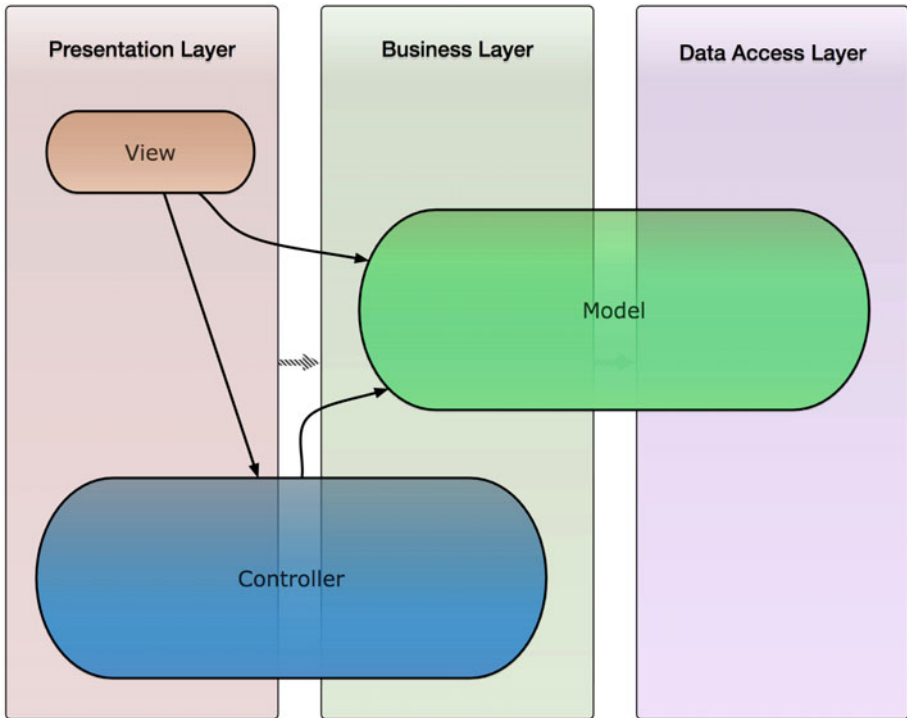 Presentation Layer
Business Layer
Data Access Layer
View
Model
Controller